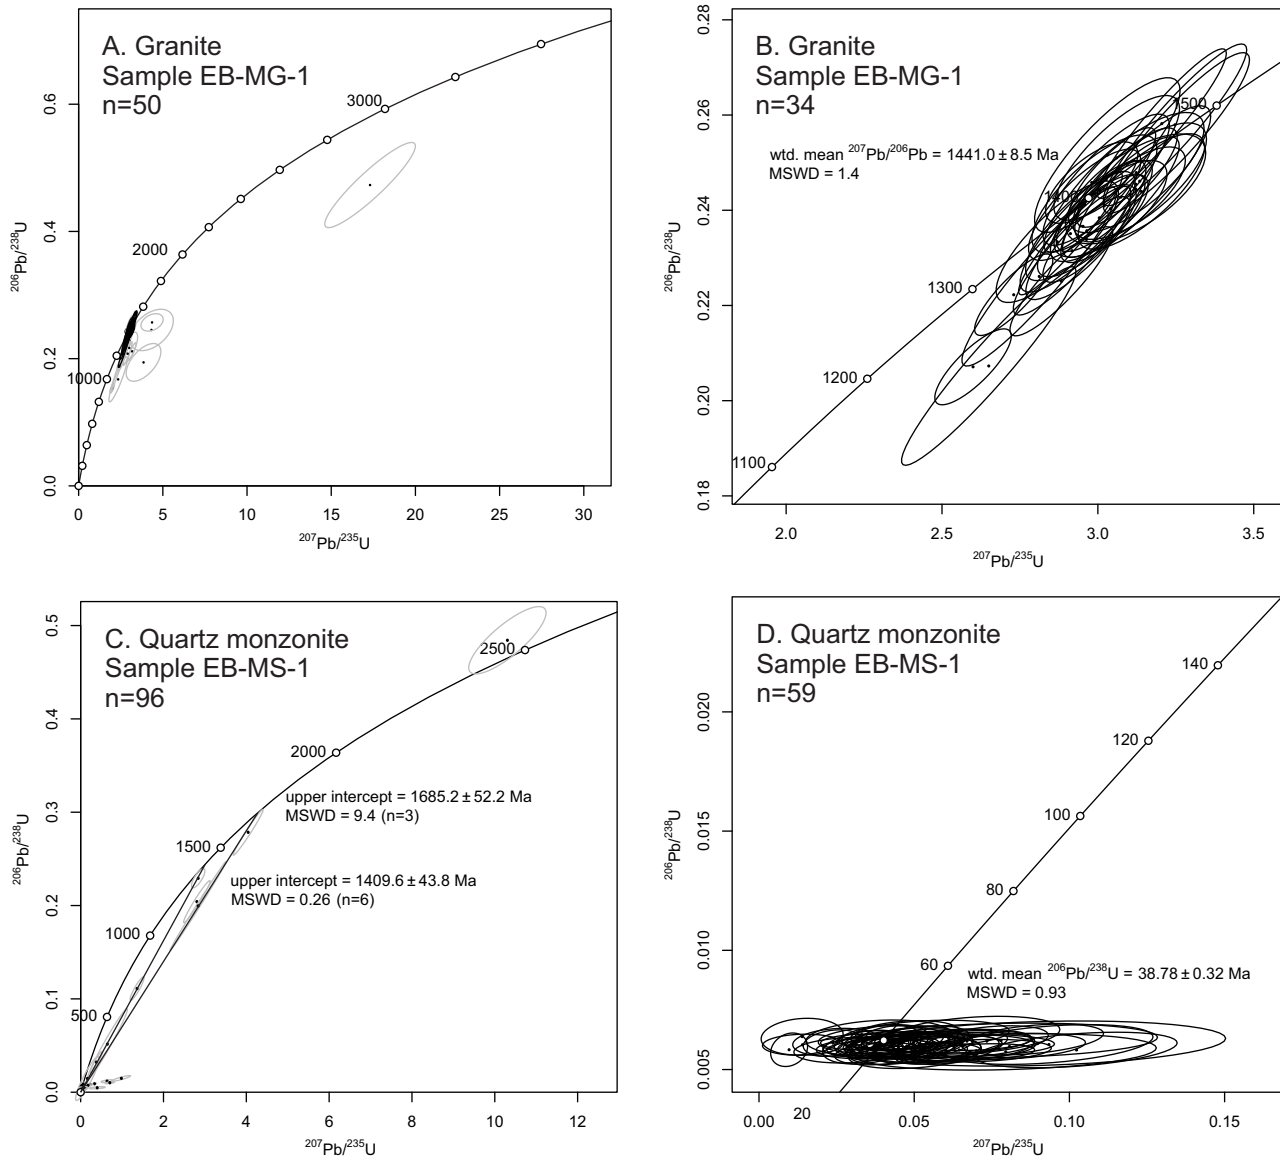 A. Granite
Sample EB-MG-1
n=50
3000
2000
1000
0.0
0.2
0.4
0.6
0
5
10
15
20
25
30
206Pb/238U
207Pb/235U
B. Granite
Sample EB-MG-1
n=34
wtd. mean 207Pb/206Pb = 1441.0 ± 8.5 Ma
MSWD = 1.4
1500
1400
1300
1200
1100
0.18
0.20
0.22
0.24
0.26
0.28
2.0
2.5
3.0
3.5
206Pb/238U
207Pb/235U
C. Quartz monzonite
Sample EB-MS-1
n=96
2500
2000
upper intercept = 1685.2 ± 52.2 Ma
MSWD = 9.4 (n=3)
1500
upper intercept = 1409.6 ± 43.8 Ma
MSWD = 0.26 (n=6)
1000
500
0.0
0.1
0.2
0.3
0.4
0.5
0
2
4
6
8
10
12
206Pb/238U
207Pb/235U
D. Quartz monzonite
Sample EB-MS-1
n=59
140
120
100
80
60
wtd. mean 206Pb/238U = 38.78 ± 0.32 Ma
MSWD = 0.93
20
0.005
0.010
0.015
0.020
0.00
0.05
0.10
0.15
206Pb/238U
207Pb/235U